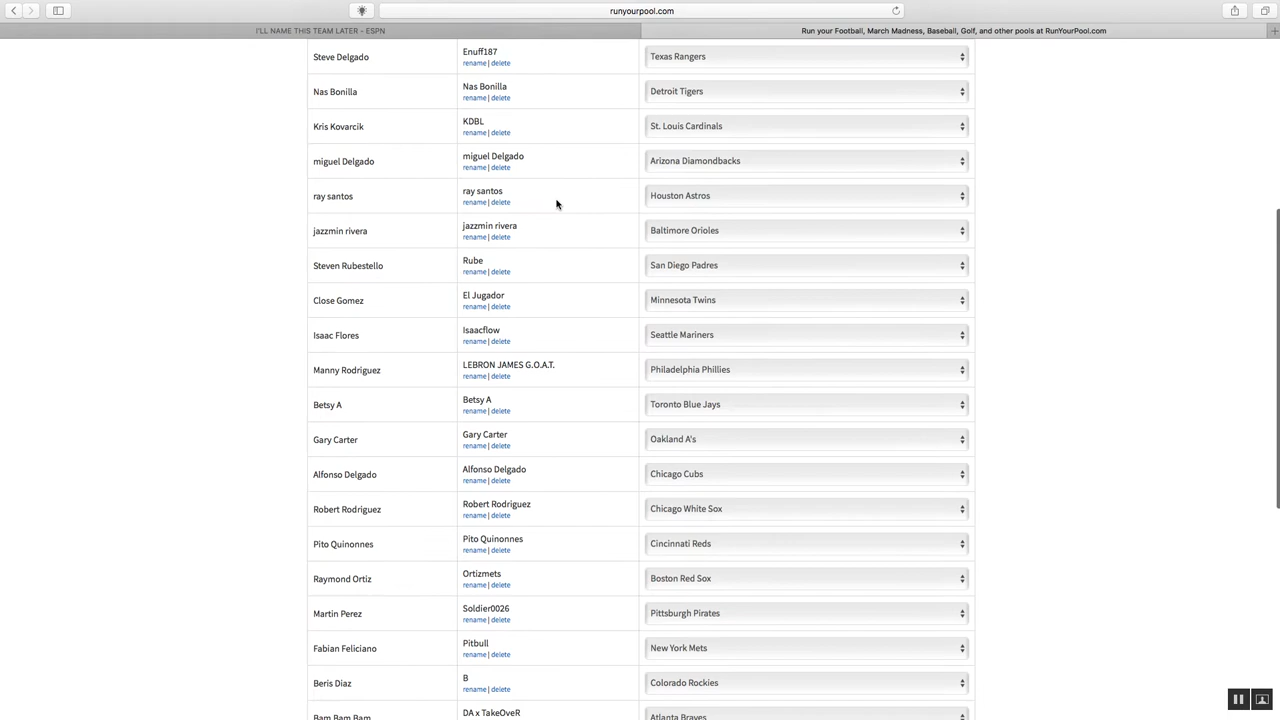 runyourpool.com
I'LL NAME THIS TEAM LATER - ESPN
Run your Football, March Madness, Baseball, Golf, and other pools at RunYourPool.com
Steve Delgado
Enuff187
rename | delete
Texas Rangers
Nas Bonilla
Nas Bonilla
rename | delete
Detroit Tigers
Kris Kovarcik
KDBL
rename | delete
St. Louis Cardinals
miguel Delgado
miguel Delgado
rename | delete
Arizona Diamondbacks
ray santos
ray santos
rename | delete
Houston Astros
jazzmin rivera
jazzmin rivera
rename | delete
Baltimore Orioles
Steven Rubestello
Rube
rename | delete
San Diego Padres
Close Gomez
El Jugador
rename | delete
Minnesota Twins
Isaac Flores
Isaacflow
rename | delete
Seattle Mariners
Manny Rodriguez
LEBRON JAMES G.O.A.T.
rename | delete
Philadelphia Phillies
Betsy A
Betsy A
rename | delete
Toronto Blue Jays
Gary Carter
Gary Carter
rename | delete
Oakland A's
Alfonso Delgado
Alfonso Delgado
rename | delete
Chicago Cubs
Robert Rodriguez
Robert Rodriguez
rename | delete
Chicago White Sox
Pito Quinonnes
Pito Quinonnes
rename | delete
Cincinnati Reds
Raymond Ortiz
Ortizmets
rename | delete
Boston Red Sox
Martin Perez
Soldier0026
rename | delete
Pittsburgh Pirates
Fabian Feliciano
Pitbull
rename | delete
New York Mets
Beris Diaz
B
rename | delete
Colorado Rockies
Bam Bam Bam
DA x TakeOveR
Atlanta Braves